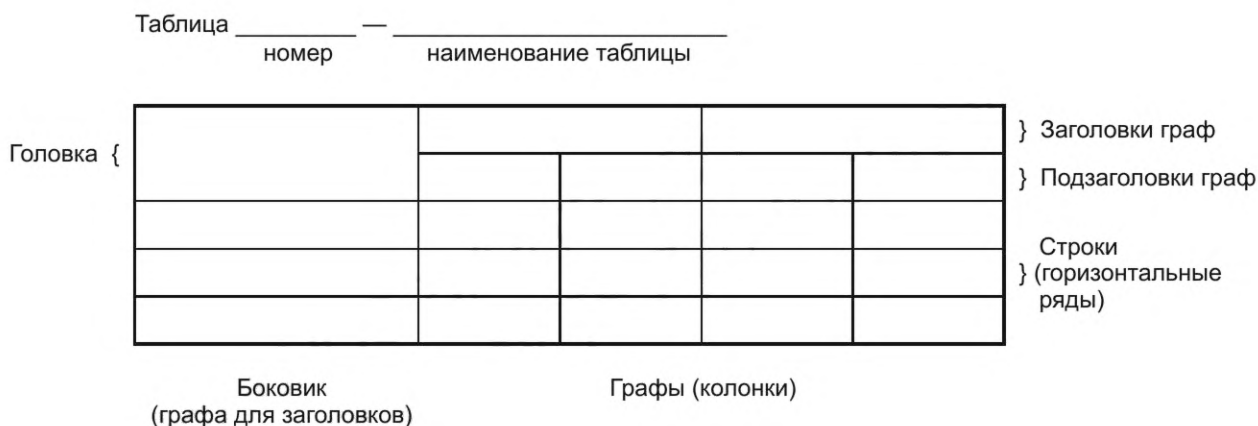 Таблица _________ — _________________________
номер наименование таблицы
Головка { } Заголовки граф
} Подзаголовки граф
Строки
} (горизонтальные
ряды)
Боковик Графы (колонки)
(графа для заголовков)